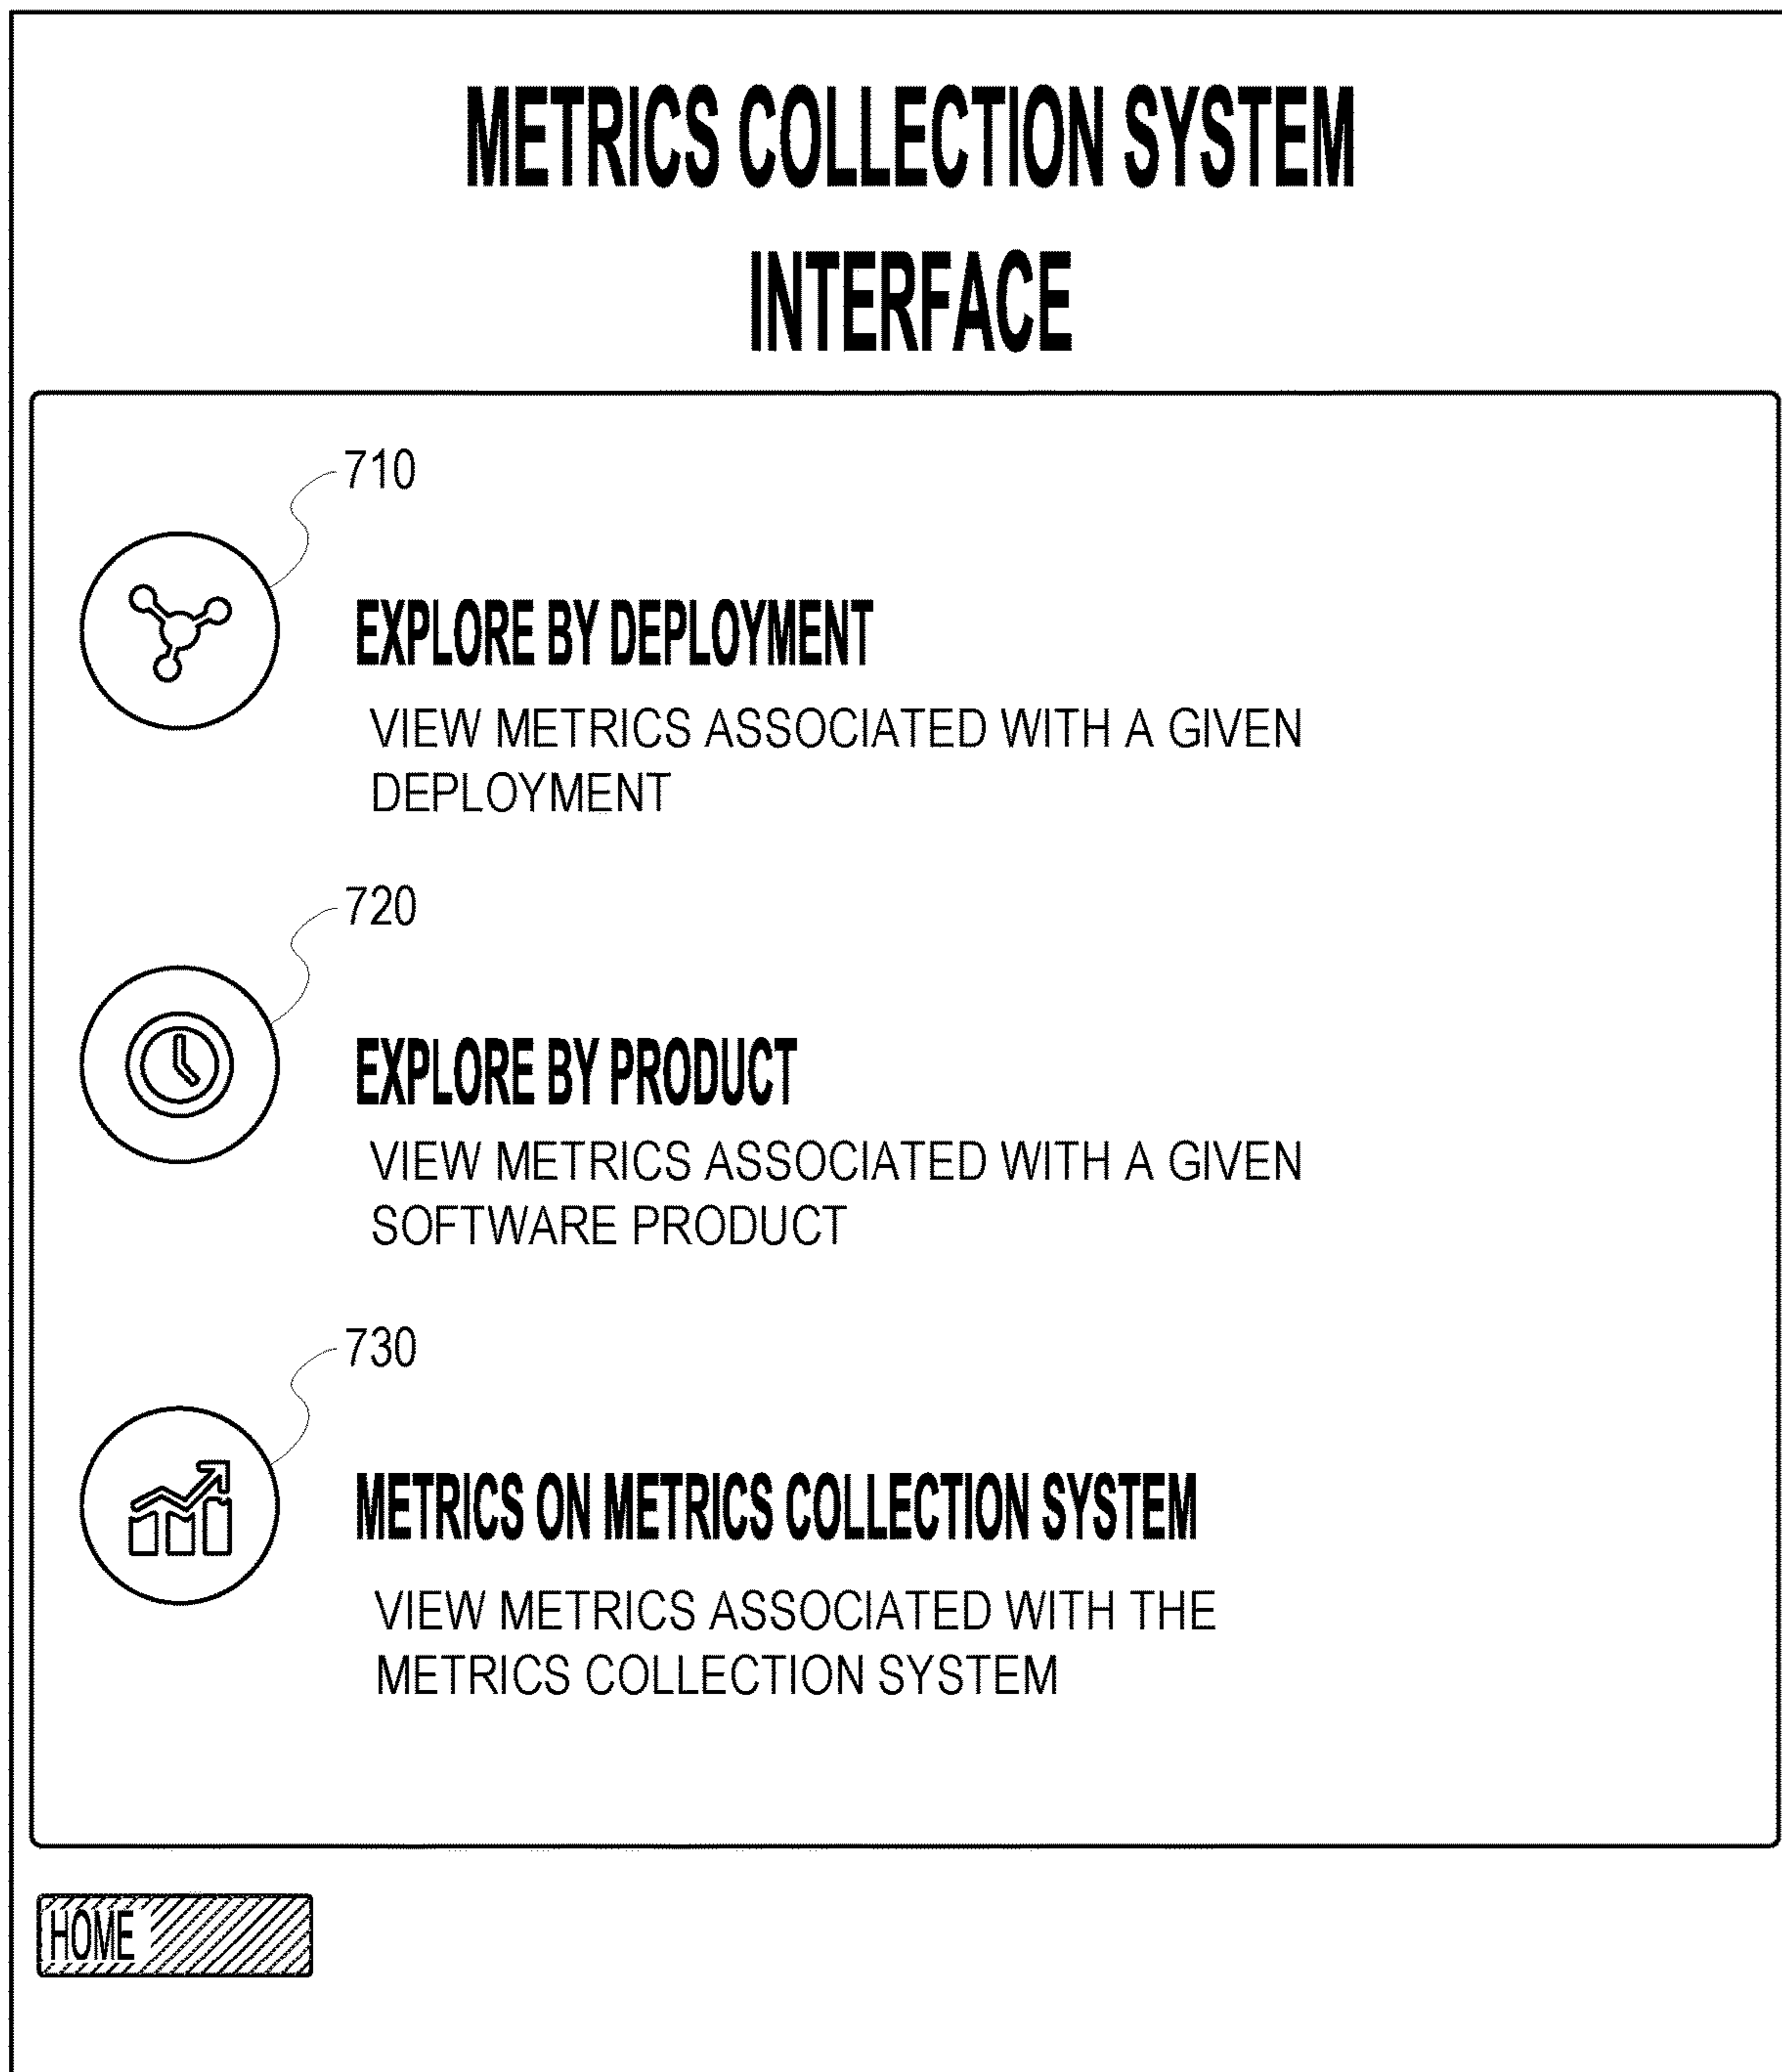 METRICS COLLECTION SYSTEM
INTERFACE
710
EXPLORE BY DEPLOYMENT
VIEW METRICS ASSOCIATED WITH A GIVEN
DEPLOYMENT
720
EXPLORE BY PRODUCT
VIEW METRICS ASSOCIATED WITH A GIVEN
SOFTWARE PRODUCT
730
METRICS ON METRICS COLLECTION SYSTEM
VIEW METRICS ASSOCIATED WITH THE
METRICS COLLECTION SYSTEM
HOME